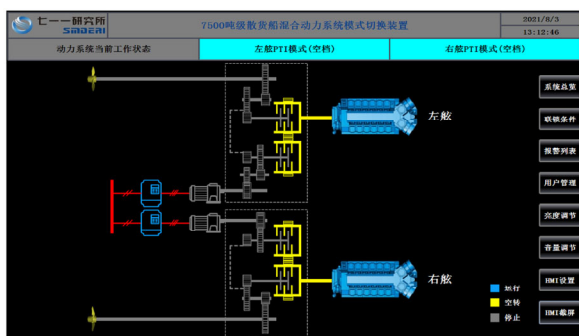 七一一研究所
SMDERI
7500吨级散货船混合动力系统模式切换装置
2021/8/3
13:12:46
动力系统当前工作状态
左舷PTI模式(空档)
右舷PTI模式(空档)
系统总览
联锁条件
报警列表
用户管理
亮度调节
音量调节
HMI设置
HMI截屏
左舷
右舷
运行
空转
停止